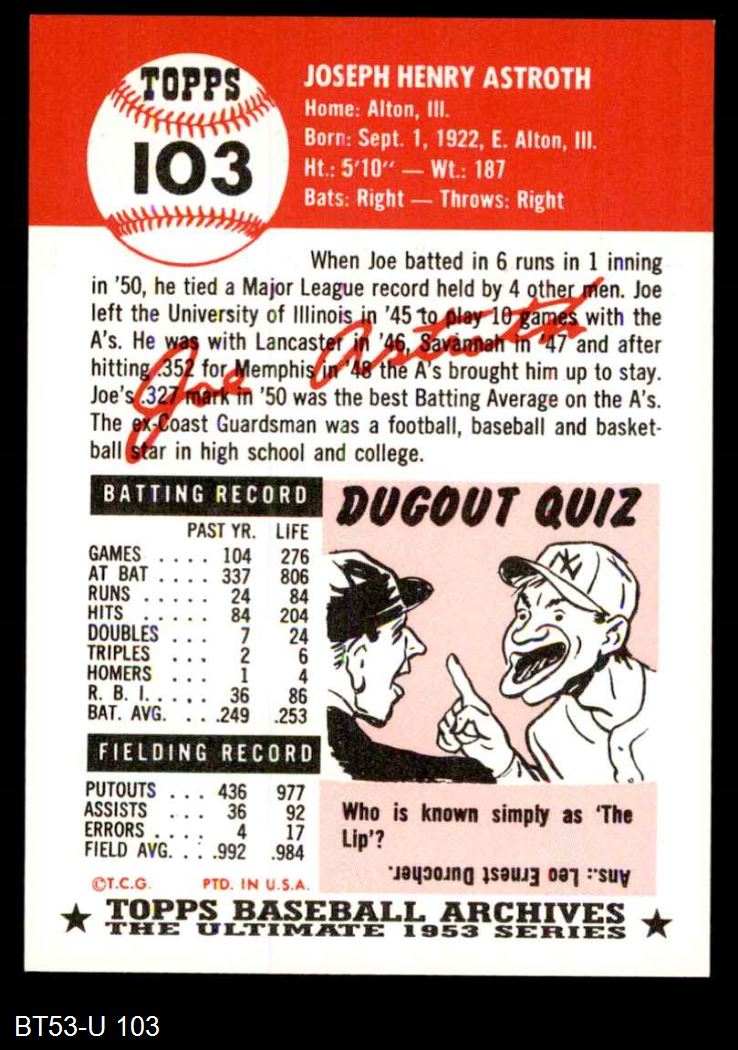 TOPPS
103
JOSEPH HENRY ASTROTH
Home: Alton, Ill.
Born: Sept. 1, 1922, E. Alton, Ill.
Ht.: 5'10" — Wt.: 187
Bats: Right — Throws: Right
When Joe batted in 6 runs in 1 inning
in '50, he tied a Major League record held by 4 other men. Joe
left the University of Illinois in '45 to play 10 games with the
A's. He was with Lancaster in '46, Savannah in '47 and after
hitting .352 for Memphis in '48 the A's brought him up to stay.
Joe's .327 mark in '50 was the best Batting Average on the A's.
The ex-Coast Guardsman was a football, baseball and basket-
ball star in high school and college.
Joe Astroth
BATTING RECORD
PAST YR. LIFE
GAMES .... 104 276
AT BAT .... 337 806
RUNS .... 24 84
HITS ..... 84 204
DOUBLES ... 7 24
TRIPLES ... 2 6
HOMERS ... 1 4
R. B. I.... 36 86
BAT. AVG. ... .249 .253
FIELDING RECORD
PUTOUTS ... 436 977
ASSISTS ... 36 92
ERRORS .... 4 17
FIELD AVG. .. .992 .984
©T.C.G. PTD. IN U.S.A.
DUGOUT QUIZ
NY
Who is known simply as 'The
Lip'?
Ans.: Leo Ernest Durocher.
TOPPS BASEBALL ARCHIVES
THE ULTIMATE 1953 SERIES
BT53-U 103